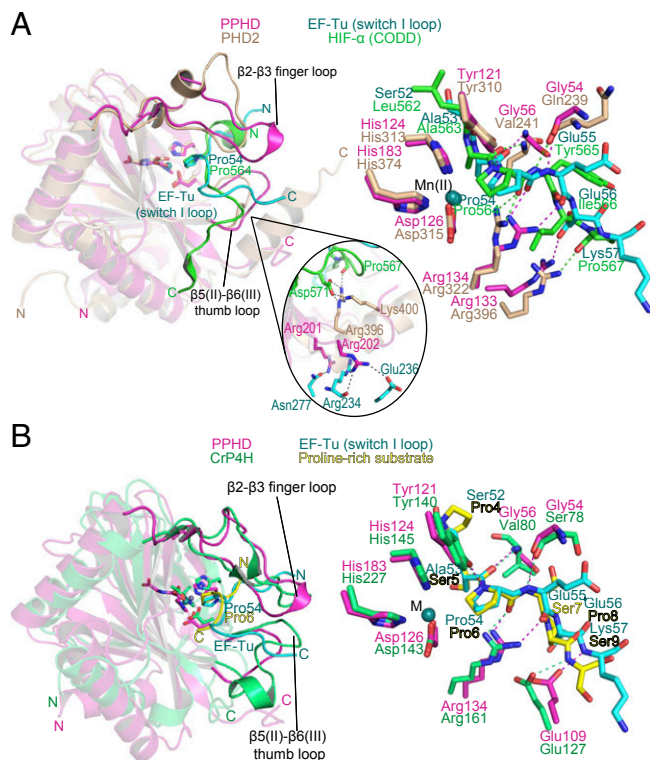 A
PPHD
PHD2
EF-Tu (switch I loop)
HIF-α (CODD)
β2-β3 finger loop
N
N
Pro54
Pro564
EF-Tu
(switch I loop)
C
C
C
C
N
N
β5(II)-β6(III)
thumb loop
Pro567
Asp571
Lys400
Arg396
Arg201
Arg202
Glu236
Asn277
Arg234
Ser52
Leu562
Tyr121
Tyr310
Gly54
Gln239
Ala53
Ala563
Gly56
Val241
His124
His313
Glu55
Tyr565
His183
His374
Mn(II)
Pro54
Pro564
Glu56
Ile566
Asp126
Asp315
Lys57
Pro567
Arg134
Arg322
Arg133
Arg396
B
PPHD
CrP4H
EF-Tu (switch I loop)
Proline-rich substrate
β2-β3 finger loop
N
N
Pro54
Pro6
C
EF-Tu
C
C
C
N
N
β5(II)-β6(III)
thumb loop
Tyr121
Tyr140
Ser52
Pro4
Gly56
Val80
Gly54
Ser78
His124
His145
His183
His227
Ala53
Ser5
M
Glu55
Ser7
Glu56
Pro8
Pro54
Pro6
Lys57
Ser9
Asp126
Asp143
Arg134
Arg161
Glu109
Glu127